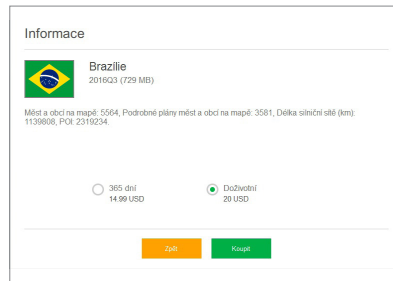 Informace
Brazílie
2016Q3 (729 MB)
Měst a obcí na mapě: 5564, Podrobné plány měst a obcí na mapě: 3581, Délka silniční sítě (km):
1139808, POI: 2319234.
365 dní
14.99 USD
Doživotní
20 USD
Zpět
Koupit